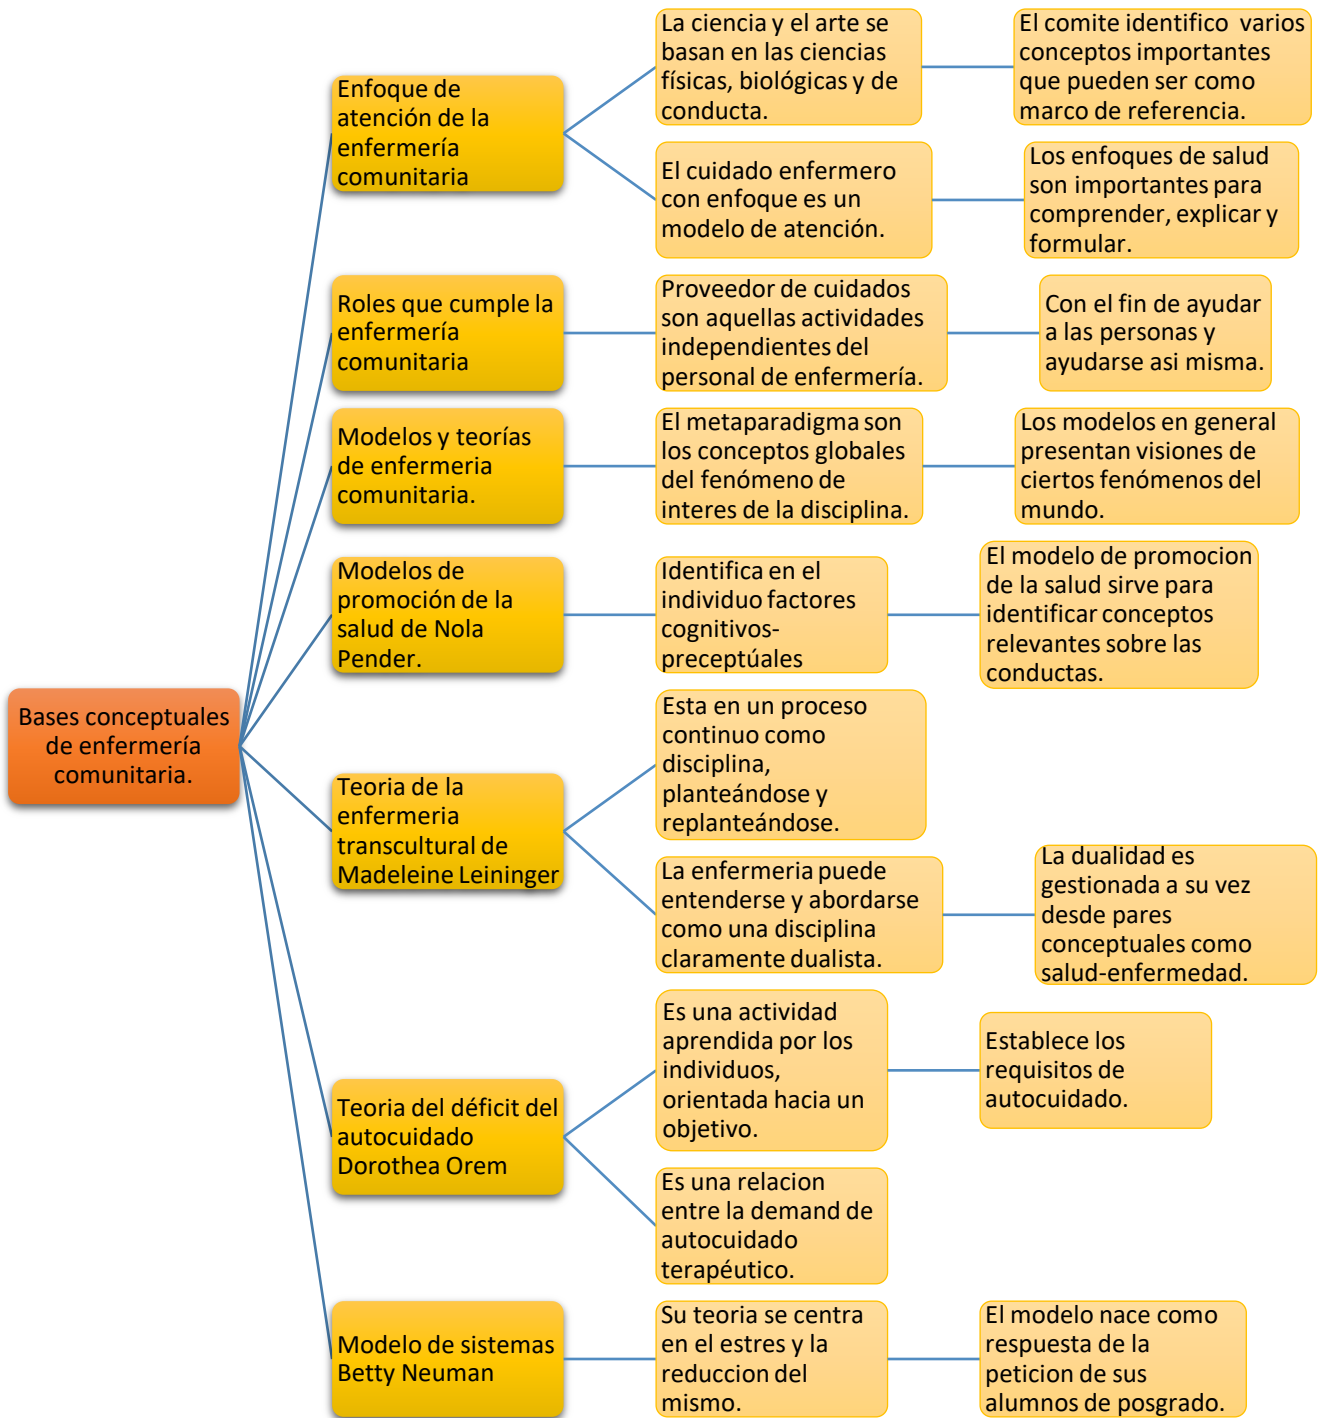 La ciencia y el arte se
basan en las ciencias
físicas, biológicas y de
conducta.
El comite identifico  varios
conceptos importantes
que pueden ser como
marco de referencia.
Enfoque de
atención de la
enfermería
comunitaria
El cuidado enfermero
con enfoque es un
modelo de atención.
Los enfoques de salud
son importantes para
comprender, explicar y
formular.
Roles que cumple la
enfermería
comunitaria
Proveedor de cuidados
son aquellas actividades
independientes del
personal de enfermería.
Con el fin de ayudar
a las personas y
ayudarse asi misma.
Modelos y teorías
de enfermeria
comunitaria.
El metaparadigma son
los conceptos globales
del fenómeno de
interes de la disciplina.
Los modelos en general
presentan visiones de
ciertos fenómenos del
mundo.
Modelos de
promoción de la
salud de Nola
Pender.
Identifica en el
individuo factores
cognitivos-
preceptúales
El modelo de promocion
de la salud sirve para
identificar conceptos
relevantes sobre las
conductas.
Bases conceptuales
de enfermería
comunitaria.
Teoria de la
enfermeria
transcultural de
Madeleine Leininger
Esta en un proceso
continuo como
disciplina,
planteándose y
replanteándose.
La enfermeria puede
entenderse y abordarse
como una disciplina
claramente dualista.
La dualidad es
gestionada a su vez
desde pares
conceptuales como
salud-enfermedad.
Teoria del déficit del
autocuidado
Dorothea Orem
Es una actividad
aprendida por los
individuos,
orientada hacia un
objetivo.
Establece los
requisitos de
autocuidado.
Es una relacion
entre la demand de
autocuidado
terapéutico.
Modelo de sistemas
Betty Neuman
Su teoria se centra
en el estres y la
reduccion del
mismo.
El modelo nace como
respuesta de la
peticion de sus
alumnos de posgrado.